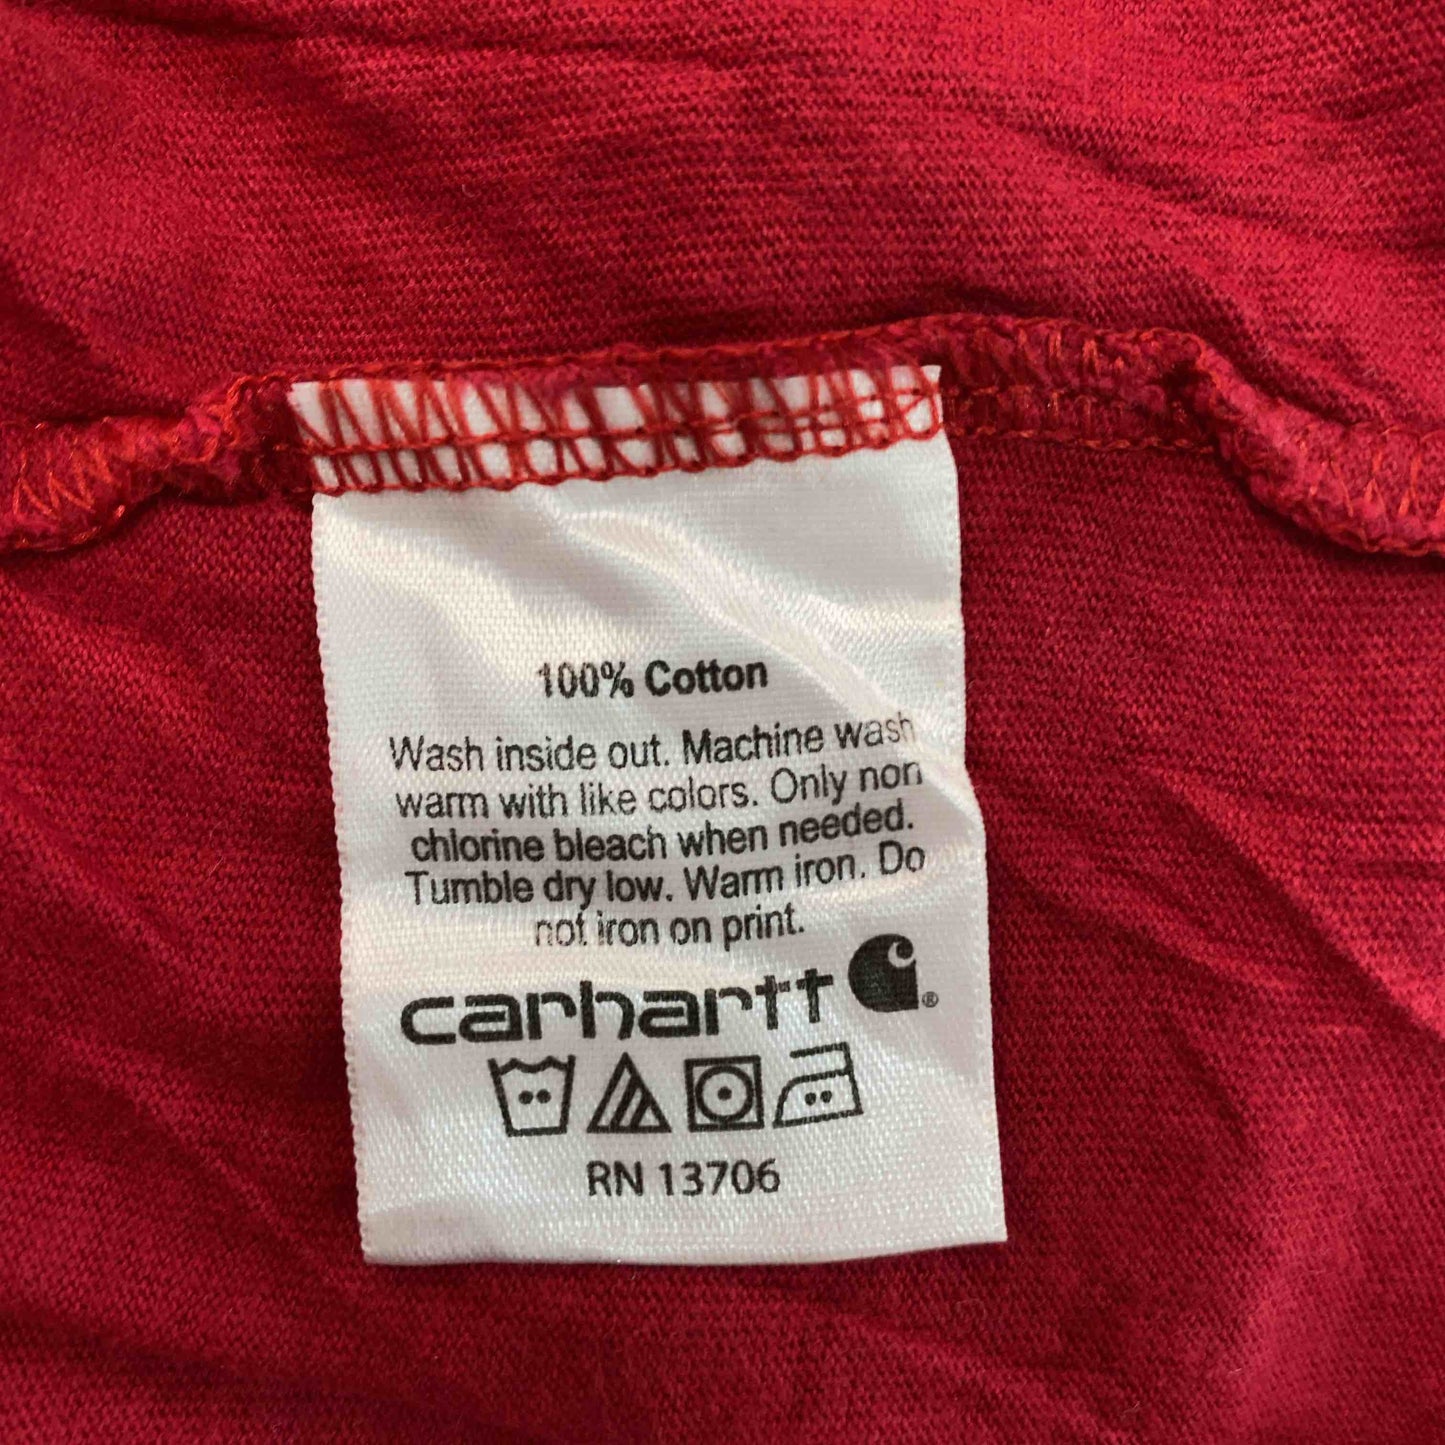 100% Cotton
Wash inside out. Machine wash
warm with like colors. Only non
chlorine bleach when needed.
Tumble dry low. Warm iron. Do
not iron on print.
carhartt ®
RN 13706